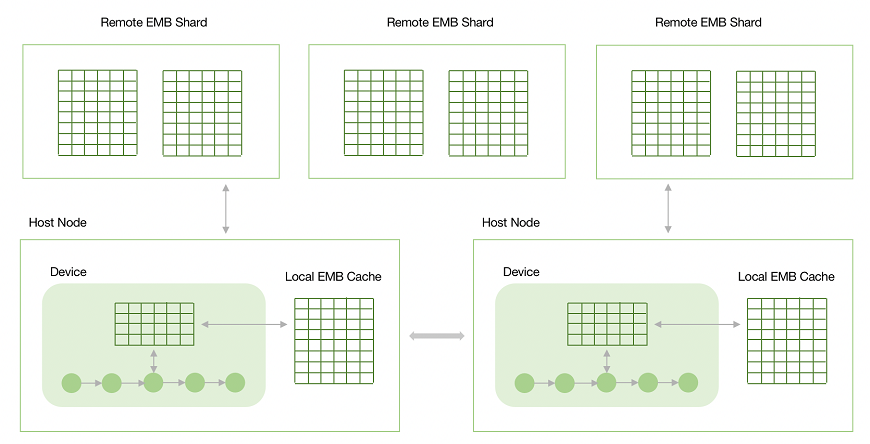 Remote EMB Shard
Remote EMB Shard
Remote EMB Shard
Host Node
Host Node
Device
Local EMB Cache
Device
Local EMB Cache